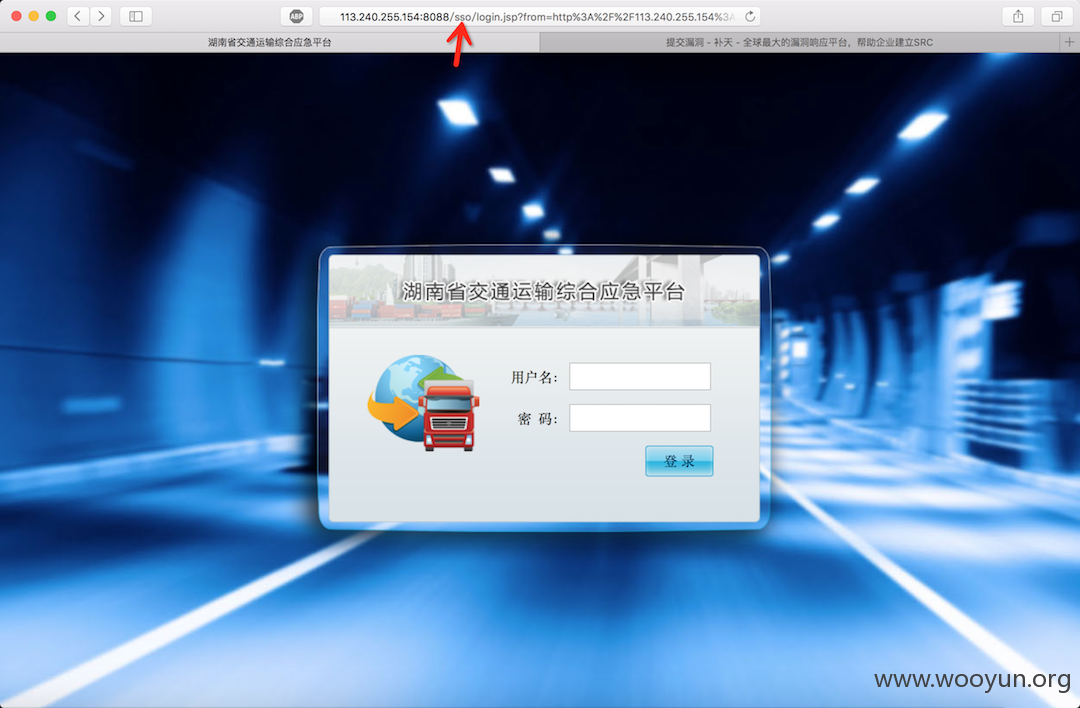 ABP
113.240.255.154:8088/sso/login.jsp?from=http%3A%2F%2F113.240.255.154%3A
湖南省交通运输综合应急平台
提交漏洞 - 补天 - 全球最大的漏洞响应平台，帮助企业建立SRC
湖南省交通运输综合应急平台
用户名：
密 码：
登 录
www.wooyun.org